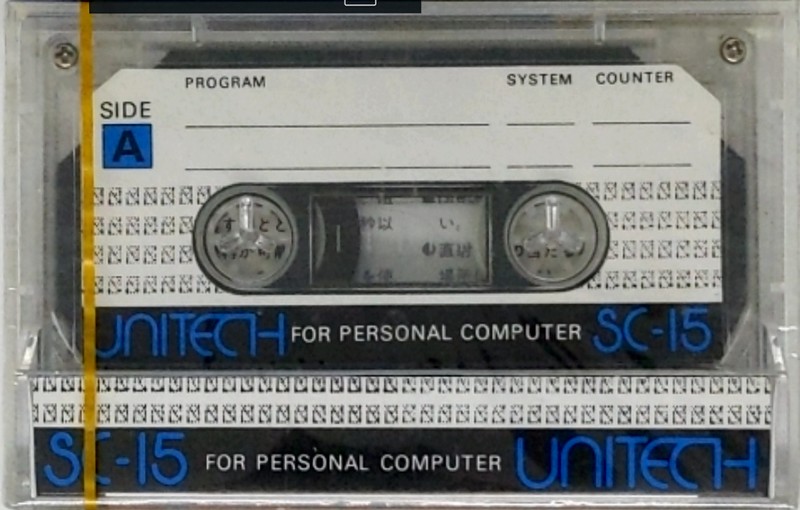 PROGRAM SYSTEM COUNTER
SIDE
A
UNITECH FOR PERSONAL COMPUTER SC-15
SC-15 FOR PERSONAL COMPUTER UNITECH